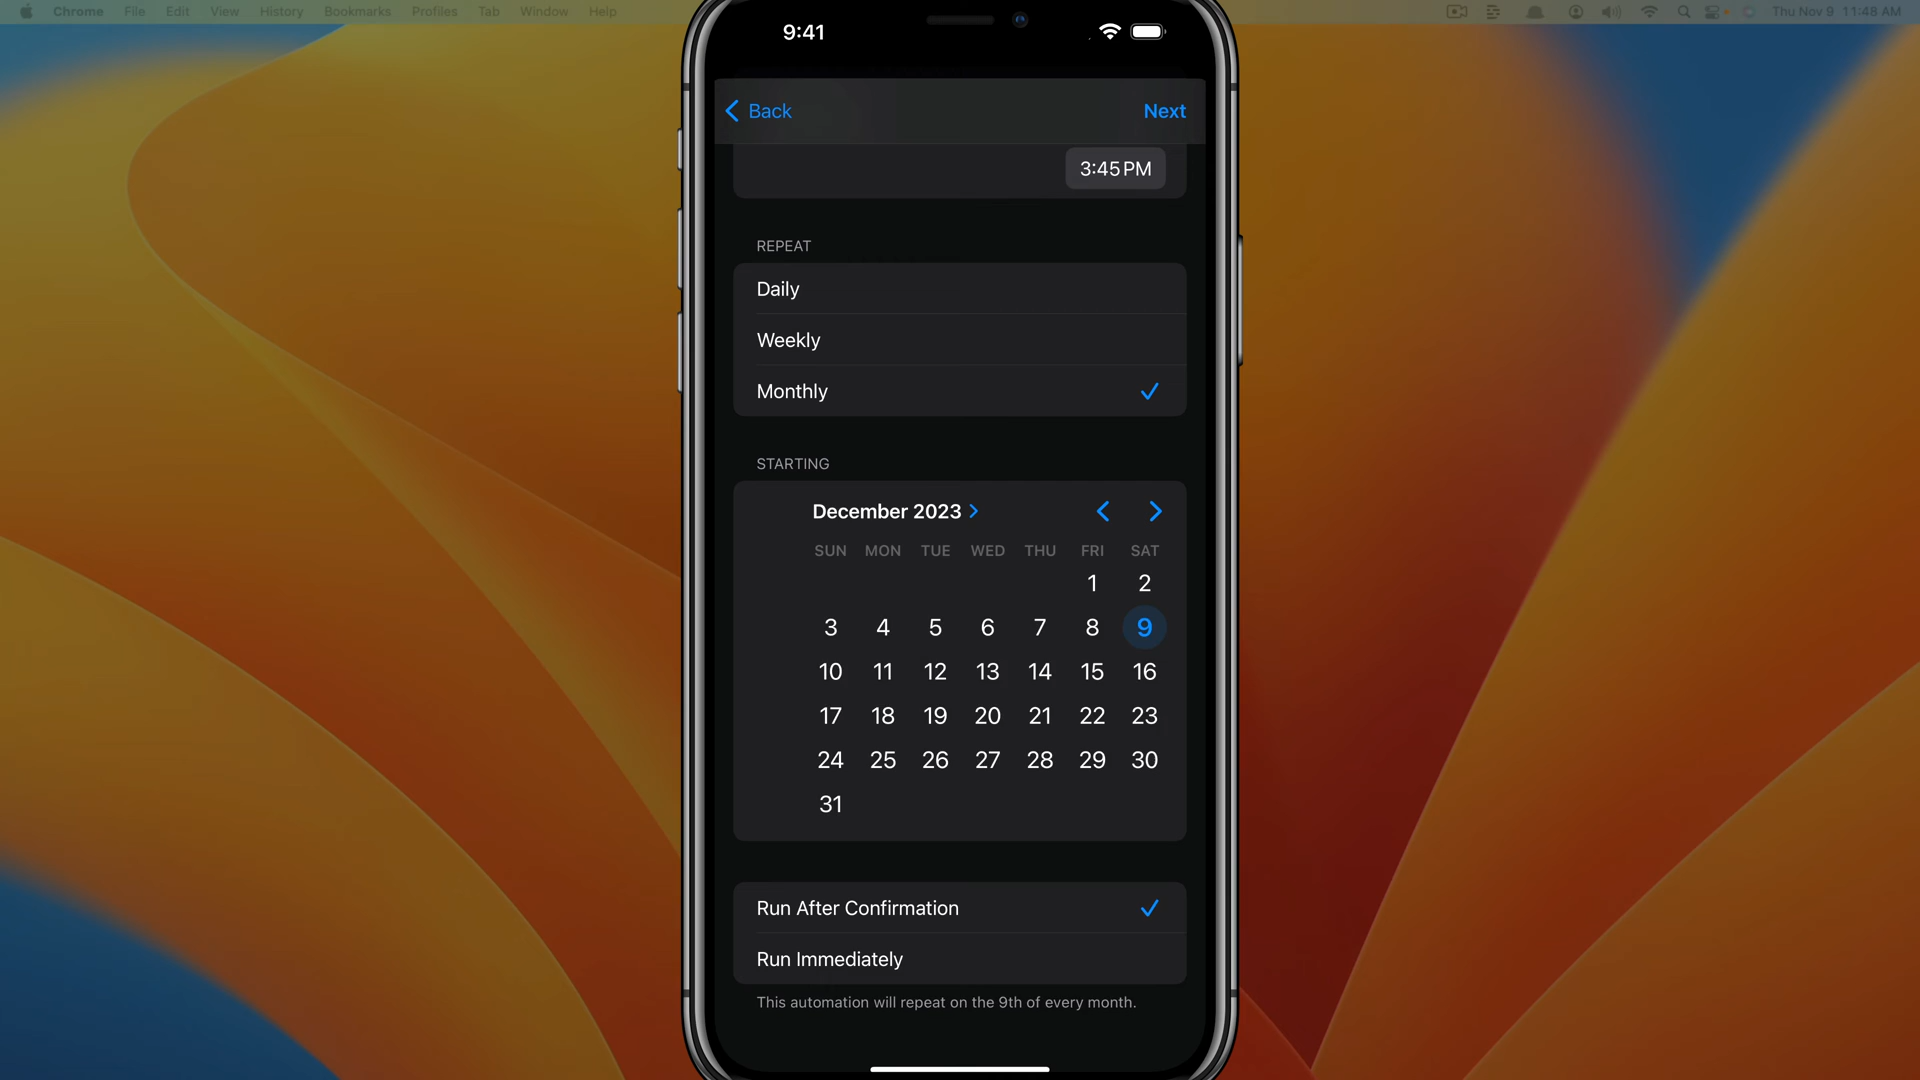 Chrome File Edit View History Bookmarks Profiles Tab Window Help Thu Nov 9 11:48 AM
9:41
Back Next
3:45 PM
REPEAT
Daily
Weekly
Monthly
STARTING
December 2023
SUN MON TUE WED THU FRI SAT
1 2
3 4 5 6 7 8 9
10 11 12 13 14 15 16
17 18 19 20 21 22 23
24 25 26 27 28 29 30
31
Run After Confirmation
Run Immediately
This automation will repeat on the 9th of every month.